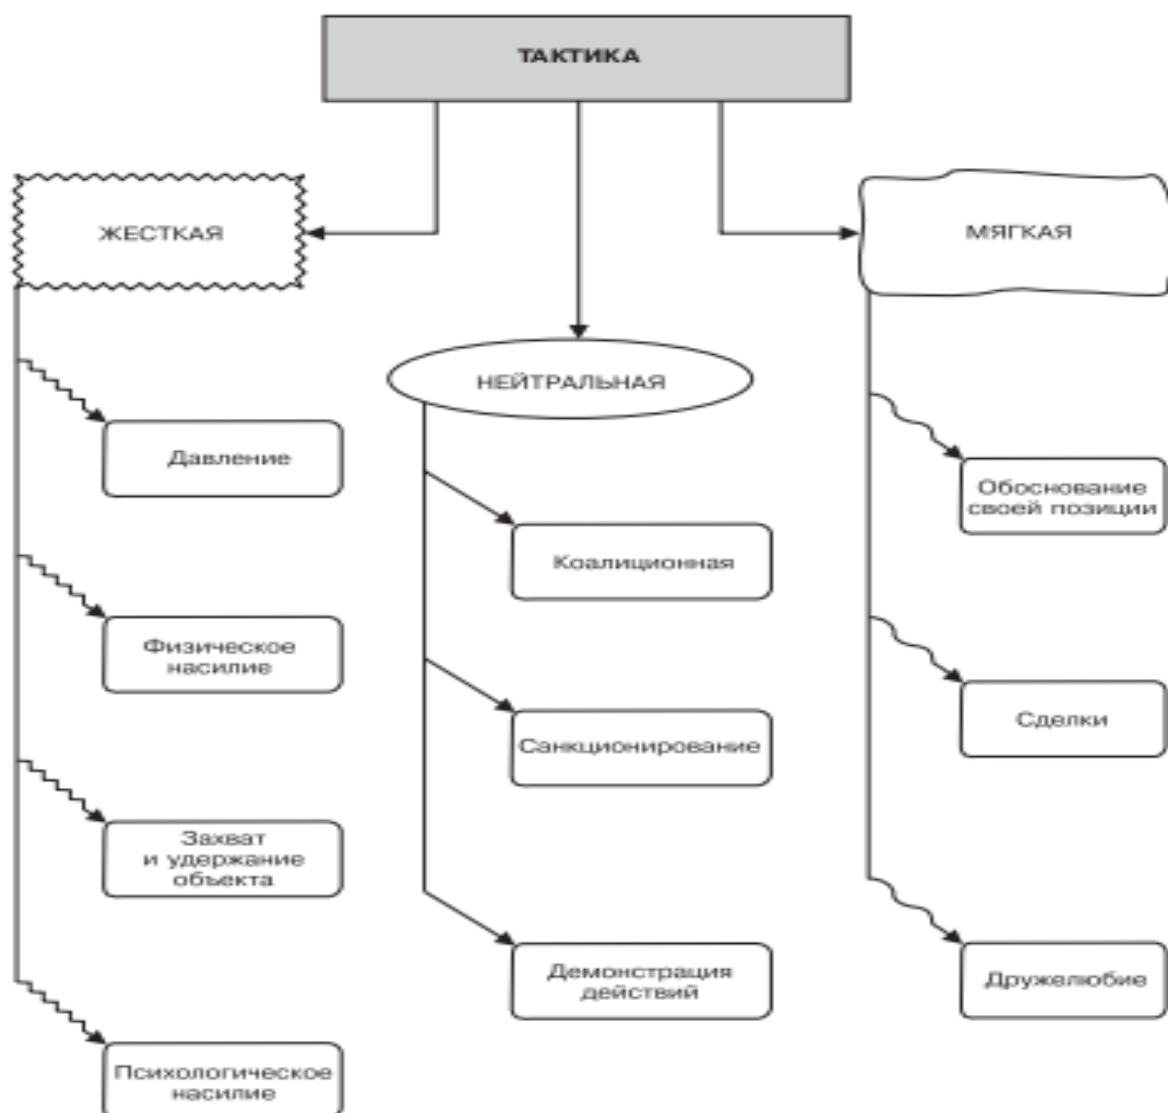 ТАКТИКА
ЖЕСТКАЯ
МЯГКАЯ
НЕЙТРАЛЬНАЯ
Давление
Обоснование
своей позиции
Коалиционная
Физическое
насилие
Сделки
Санкционирование
Захват
и удержание
объекта
Демонстрация
действий
Дружелюбие
Психологическое
насилие